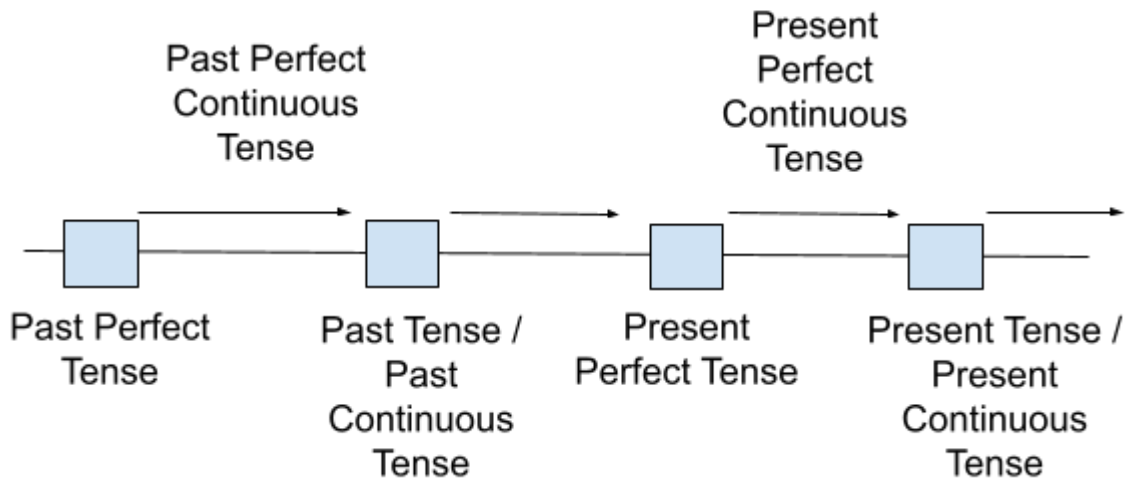 Past Perfect
Continuous
Tense
Present
Perfect
Continuous
Tense
Past Perfect
Tense
Past Tense /
Past
Continuous
Tense
Present
Perfect Tense
Present Tense /
Present
Continuous
Tense